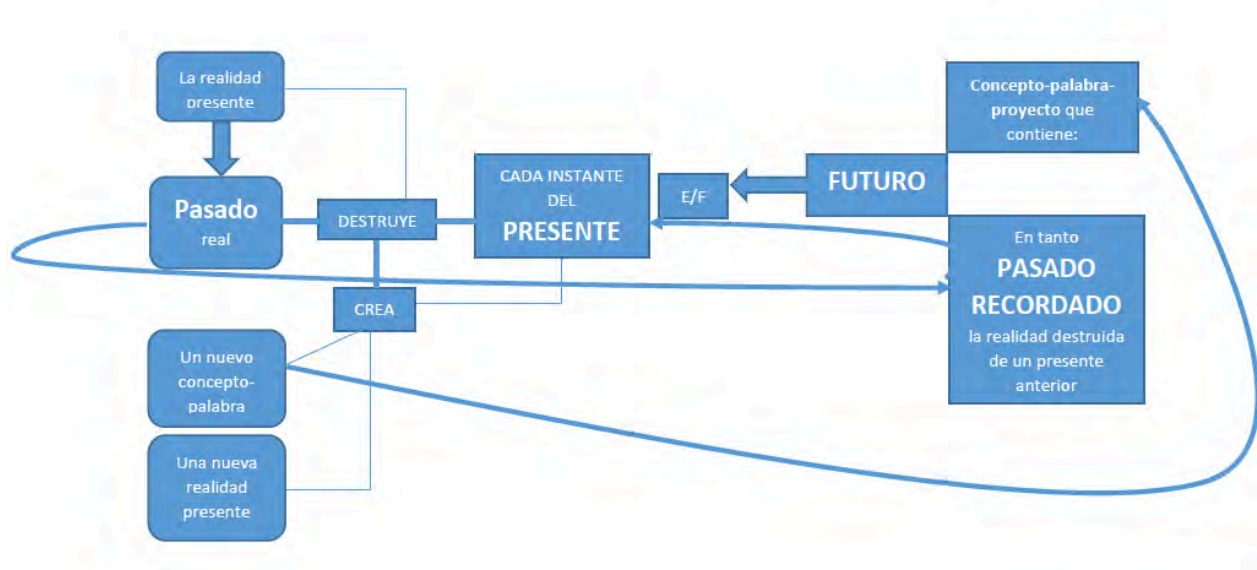 La realidad
presente
Pasado
real
DESTRUYE
CREA
Un nuevo
concepto-
palabra
Una nueva
realidad
presente
CADA INSTANTE
DEL
PRESENTE
E/F
FUTURO
Concepto-palabra-
proyecto que
contiene:
En tanto
PASADO
RECORDADO
la realidad destruida
de un presente
anterior